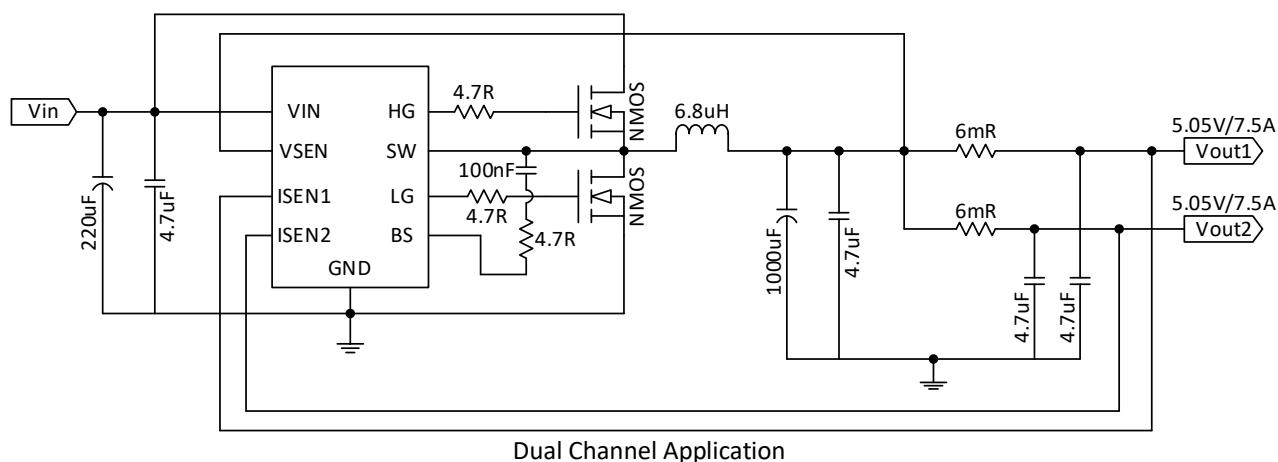 Vin
220uF
4.7uF
VIN
VSEN
ISEN1
ISEN2
GND
HG
SW
LG
BS
4.7R
100nF
4.7R
4.7R
NMOS
NMOS
6.8uH
1000uF
4.7uF
6mR
6mR
4.7uF
4.7uF
5.05V/7.5A
Vout1
5.05V/7.5A
Vout2
Dual Channel Application